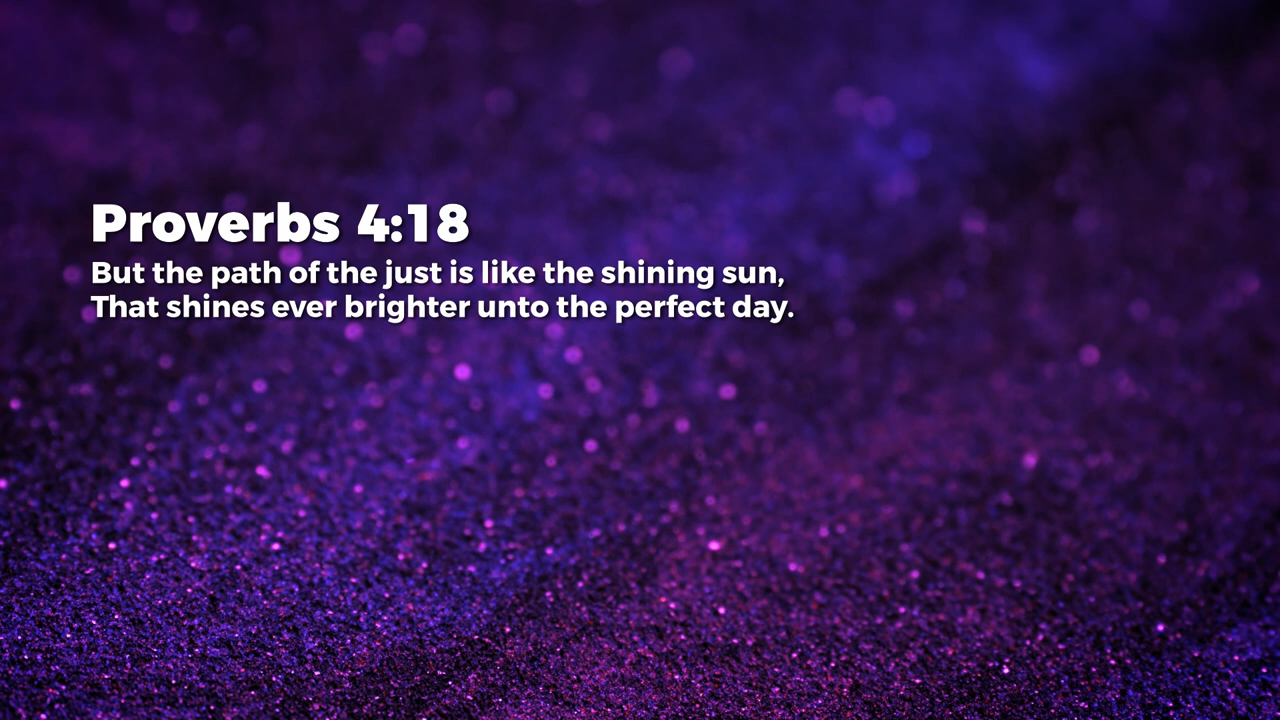 Proverbs 4:18
But the path of the just is like the shining sun,
That shines ever brighter unto the perfect day.